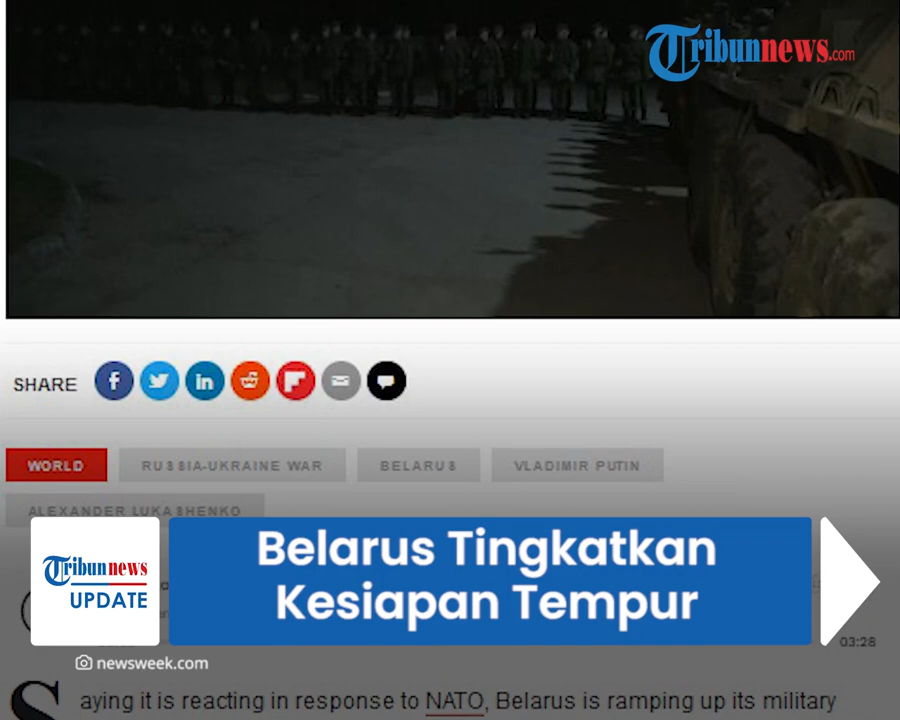 Tribunnews.com
SHARE
WORLD
RUSSIA-UKRAINE WAR
BELARUS
VLADIMIR PUTIN
ALEXANDER LUKASHENKO
Tribunnews
UPDATE
Belarus Tingkatkan
Kesiapan Tempur
03:28
newsweek.com
Saying it is reacting in response to NATO, Belarus is ramping up its military